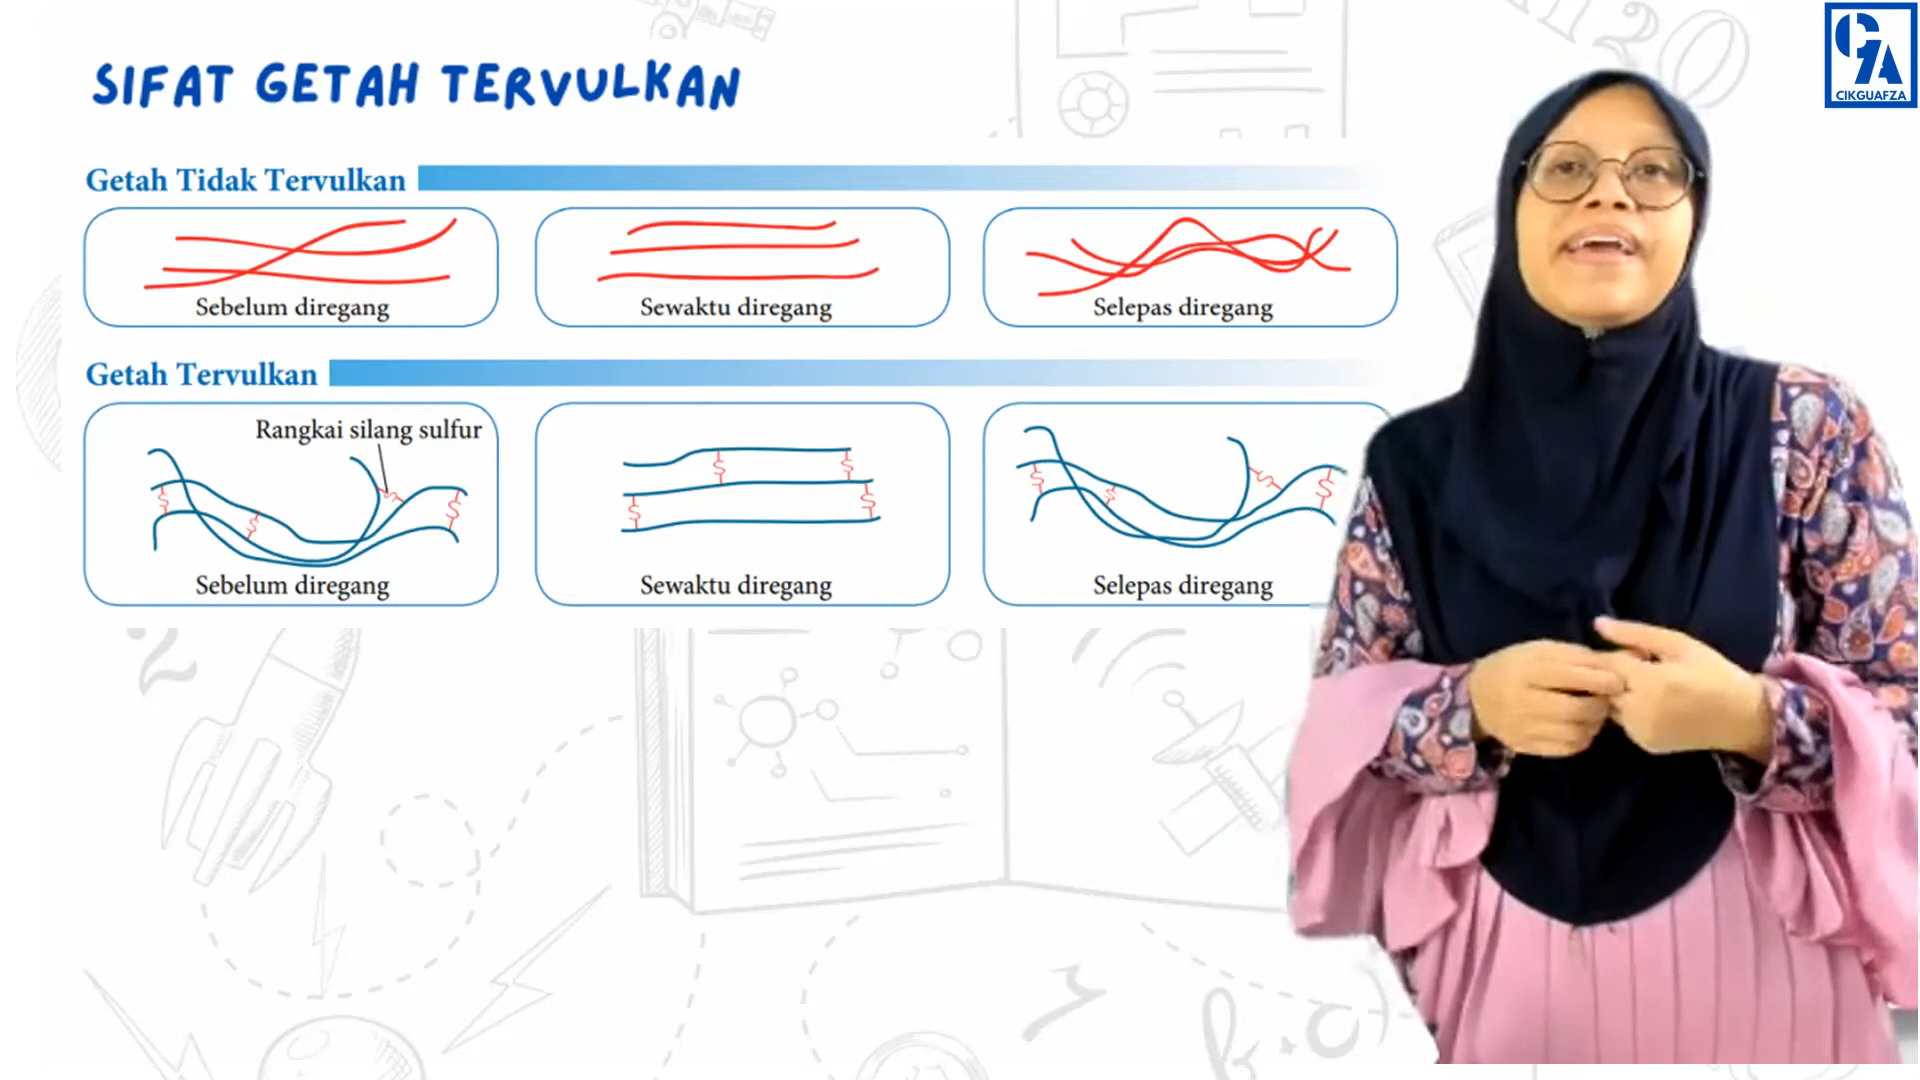 SIFAT GETAH TERVULKAN
CIKGUAFZA
Getah Tidak Tervulkan
Sebelum diregang
Sewaktu diregang
Selepas diregang
Getah Tervulkan
Rangkai silang sulfur
Sebelum diregang
Sewaktu diregang
Selepas diregang